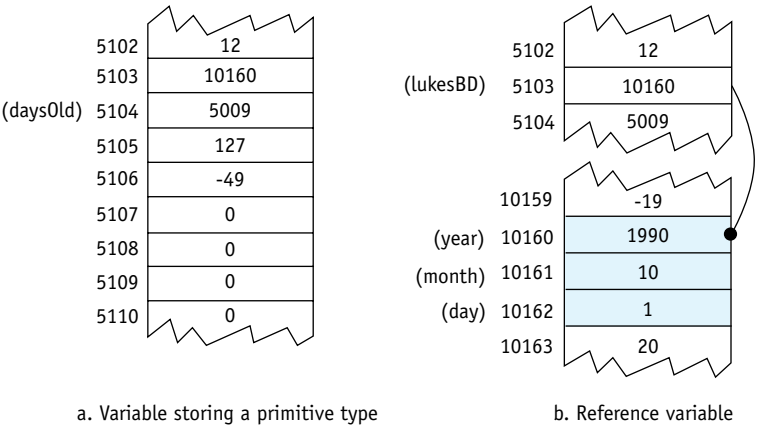 5102 12
5103 10160
(daysOld) 5104 5009
5105 127
5106 -49
5107 0
5108 0
5109 0
5110 0
a. Variable storing a primitive type
5102 12
(lukesBD) 5103 10160
5104 5009
10159 -19
(year) 10160 1990
(month) 10161 10
(day) 10162 1
10163 20
b. Reference variable